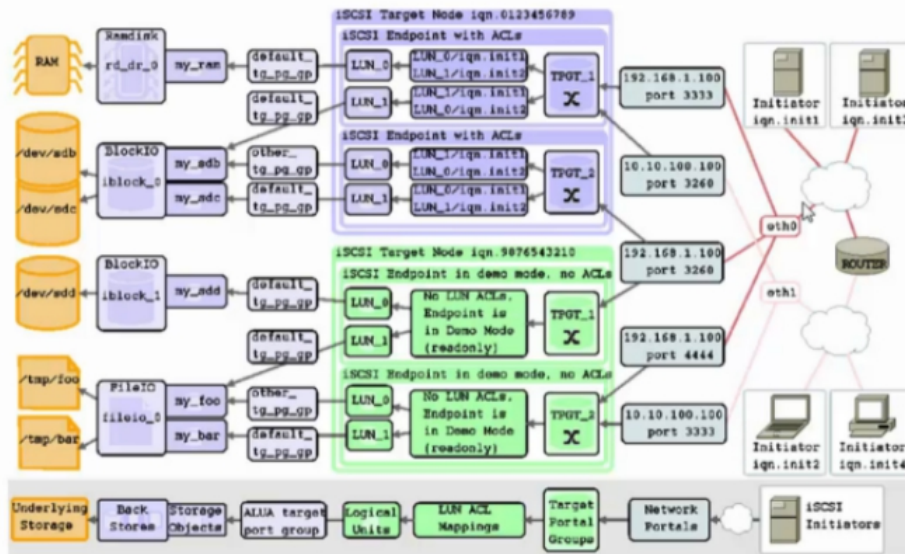 iSCSI Target Node iqn.0123456789
iSCSI Endpoint with ACLs
RAM
Ramdisk
rd_dr_0
my_ram
default_
tg_pg_gp
LUN_0
LUN_0/iqn.init1
LUN_1/iqn.init2
TPGT_1
192.168.1.100
port 3333
default_
tg_pg_gp
LUN_1
LUN_1/iqn.init1
LUN_0/iqn.init2
Initiator
iqn.init1
Initiator
iSCSI Endpoint with ACLs
/dev/sdb
/dev/sdc
BlockIO
iblock_0
my_sdb
other_
tg_pg_gp
LUN_0
LUN_1/iqn.init1
LUN_0/iqn.init2
TPGT_2
10.10.100.100
port 3260
my_sdc
default_
tg_pg_gp
LUN_1
LUN_0/iqn.init1
LUN_1/iqn.init2
eth0
iSCSI Target Node iqn.9876543210
192.168.1.100
port 3260
ROUTER
iSCSI Endpoint in demo mode, no ACLs
/dev/sdd
BlockIO
iblock_1
my_sdd
default_
tg_pg_gp
LUN_0
No LUN ACLs,
Endpoint is
in Demo Mode
(readonly)
TPGT_1
eth1
default_
tg_pg_gp
LUN_1
192.168.1.100
port 4444
iSCSI Endpoint in demo mode, no ACLs
/tmp/foo
/tmp/bar
FileIO
fileio_0
my_foo
other_
tg_pg_gp
LUN_0
No LUN ACLs,
Endpoint is
in Demo Mode
(readonly)
TPGT_2
10.10.100.100
port 3333
my_bar
default_
tg_pg_gp
LUN_1
Initiator
iqn.init2
Initiator
iqn.init4
Underlying
Storage
Back
Stores
Storage
Objects
ALUA target
port group
Logical
Units
LUN ACL
Mappings
Target
Portal
Groups
Network
Portals
iSCSI
Initiators